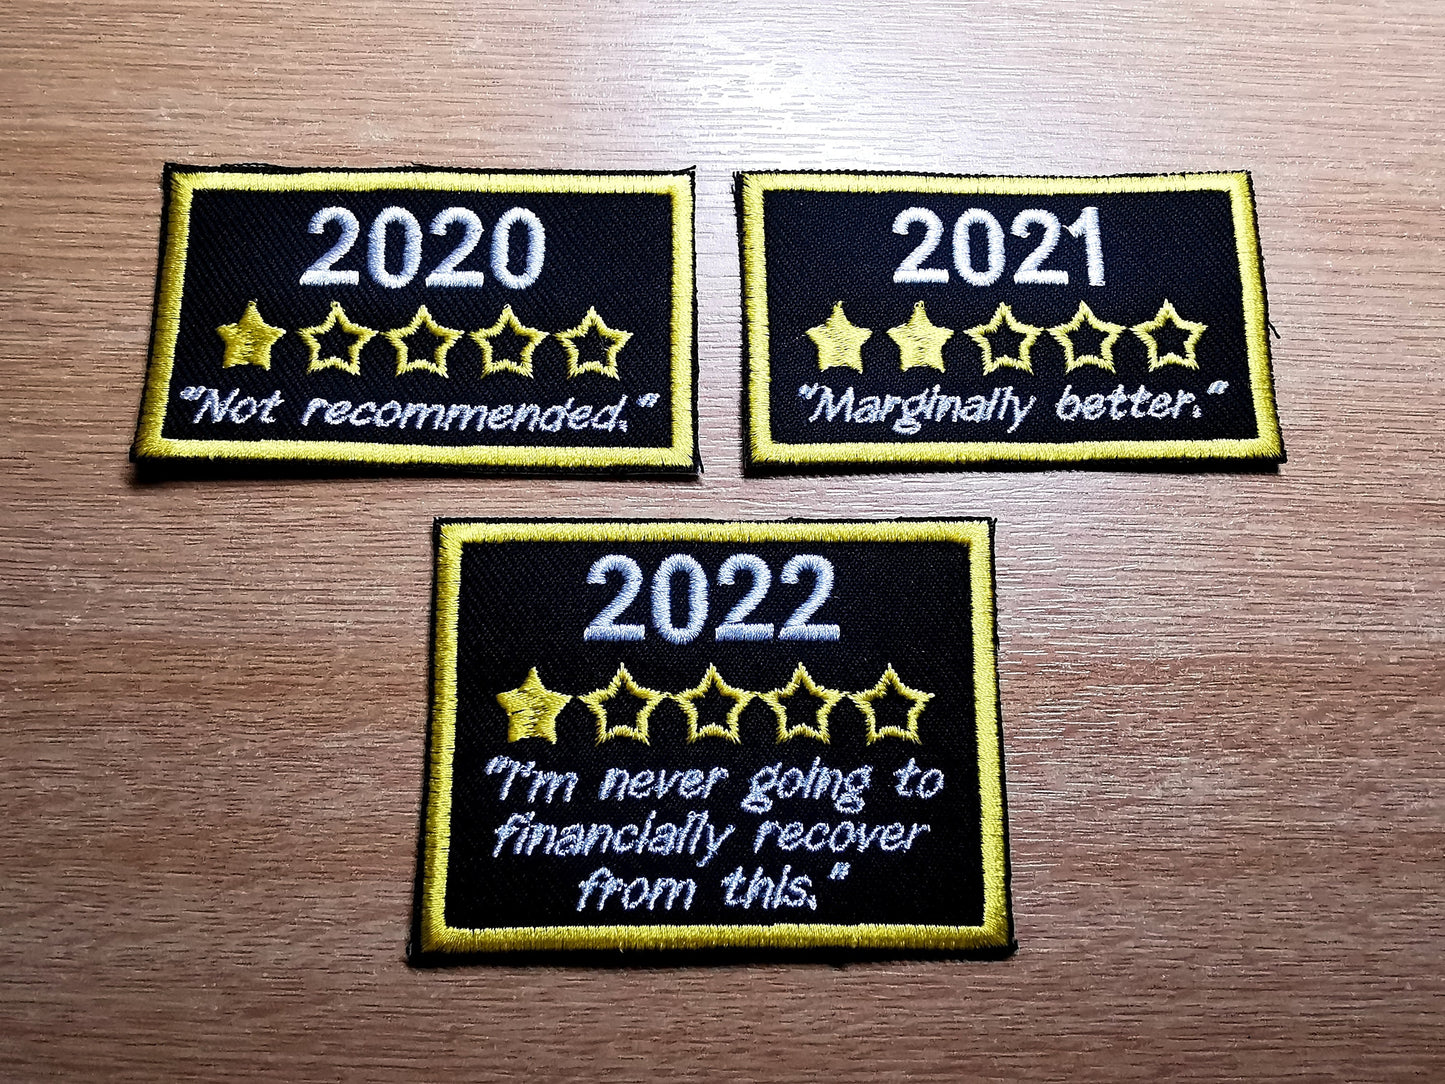 2020
"Not recommended."
2021
"Marginally better."
2022
"I'm never going to
financially recover
from this."